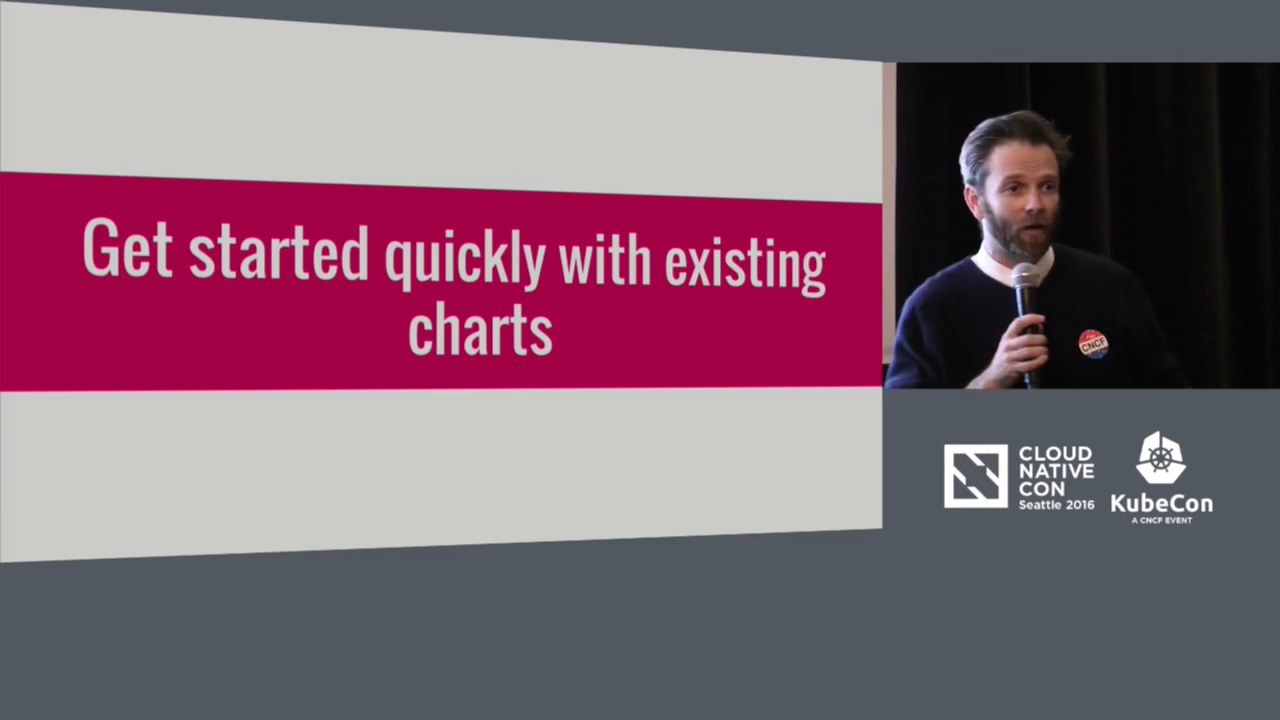 Get started quickly with existing
charts
CNCF
CLOUD
NATIVE
CON
Seattle 2016
KubeCon
A CNCF EVENT